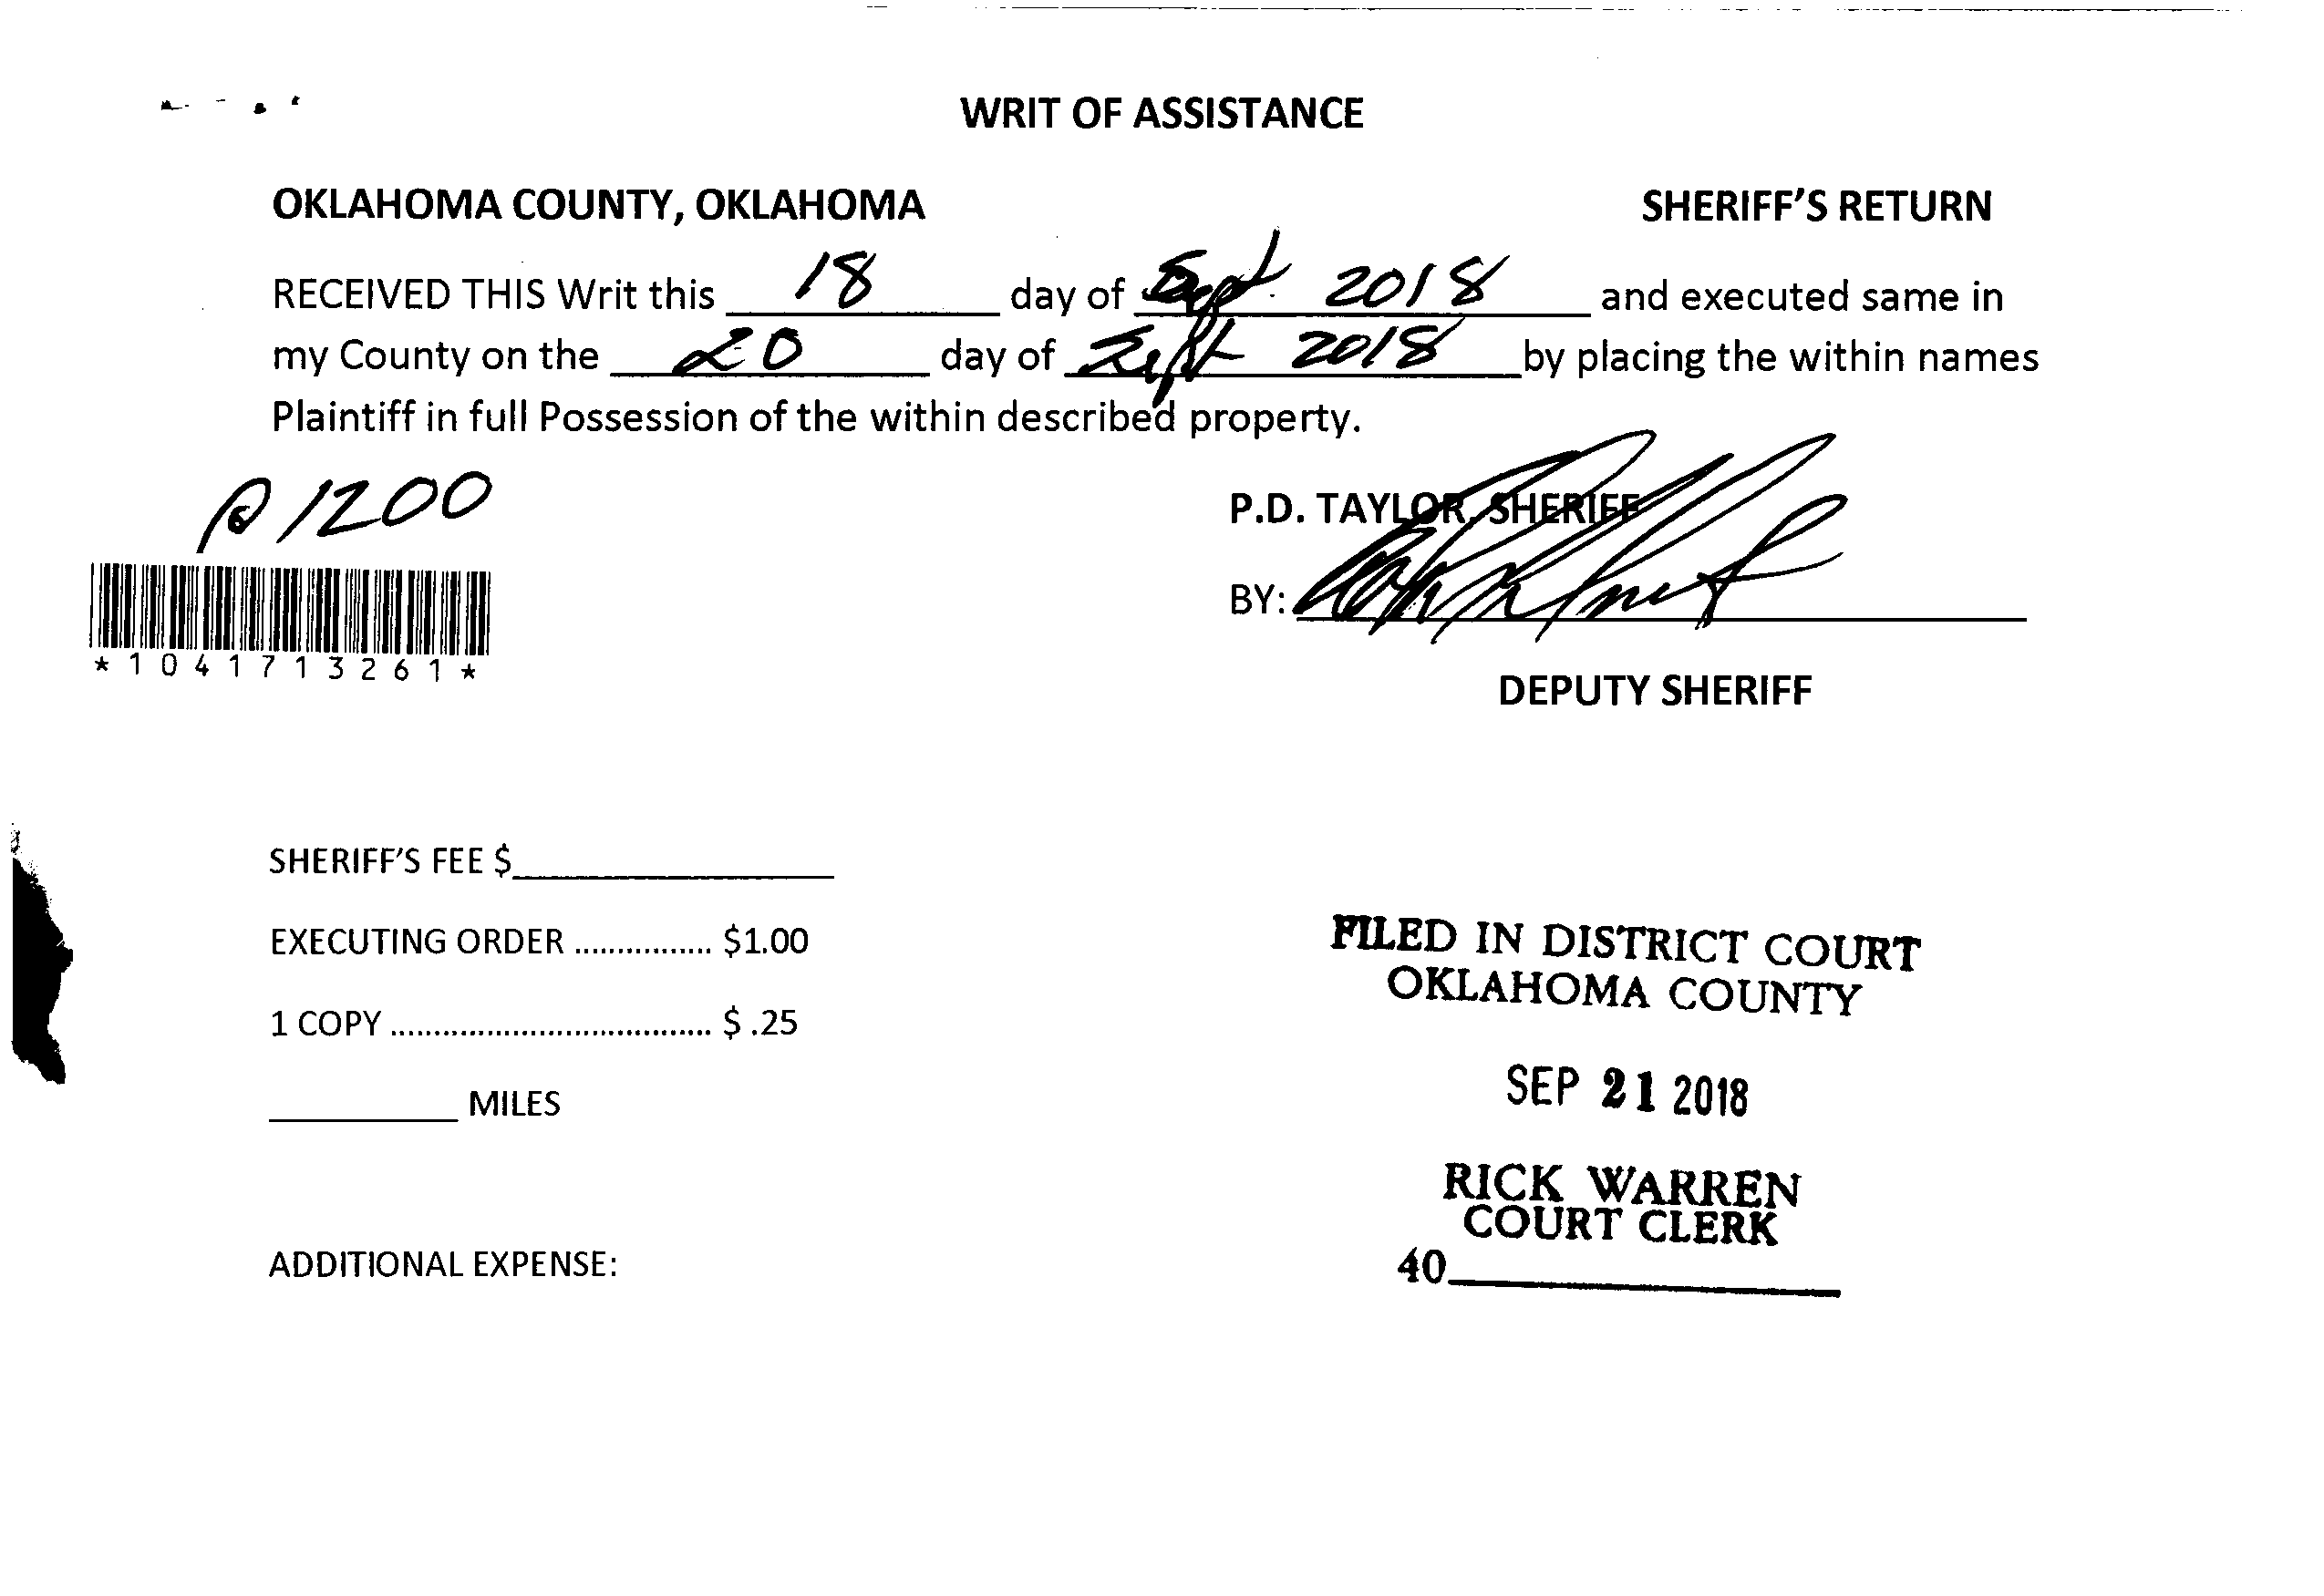 WRIT OF ASSISTANCE
OKLAHOMA COUNTY, OKLAHOMA SHERIFF'S RETURN
RECEIVED THIS Writ this 18 day of Sept. 2018 and executed same in
my County on the 20 day of Sept 2018 by placing the within names
Plaintiff in full Possession of the within described property.
@ 1200
P.D. TAYLOR, SHERIFF
*1041713261*
BY:
DEPUTY SHERIFF
SHERIFF'S FEE $
EXECUTING ORDER ................ $1.00
1 COPY ..................................... $ .25
MILES
ADDITIONAL EXPENSE:
FILED IN DISTRICT COURT
OKLAHOMA COUNTY
SEP 21 2018
RICK WARREN
COURT CLERK
40